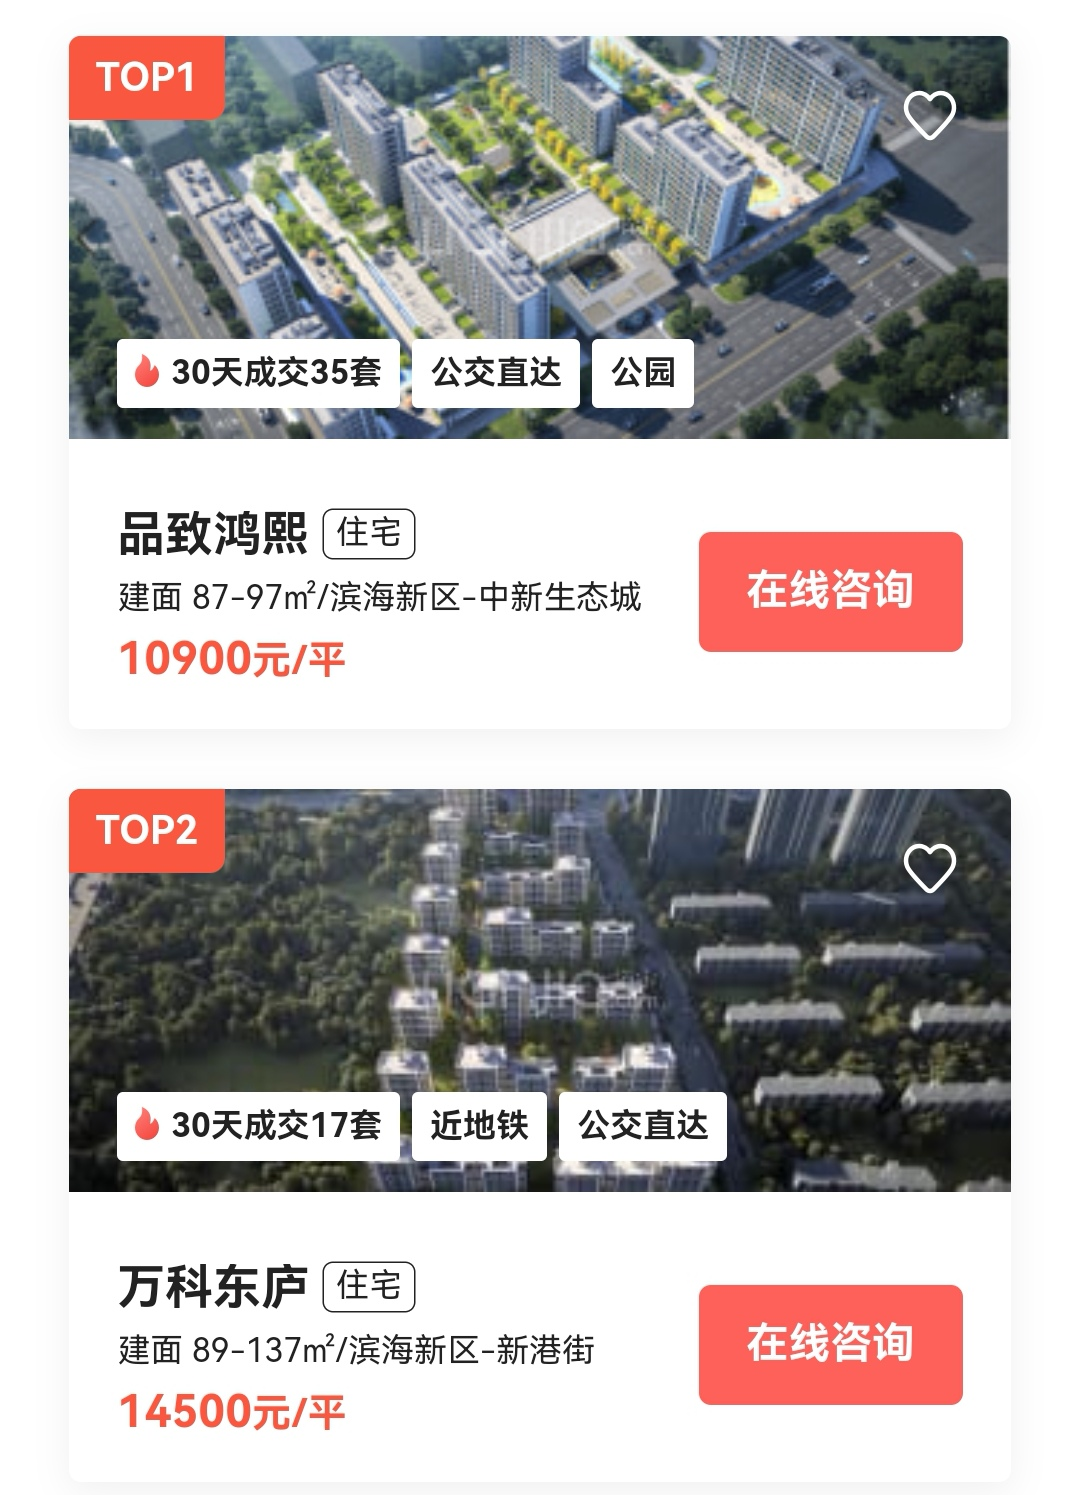 TOP1
30天成交35套 公交直达 公园
品致鸿熙 住宅
建面 87-97㎡/滨海新区-中新生态城
在线咨询
10900元/平
TOP2
30天成交17套 近地铁 公交直达
万科东庐 住宅
建面 89-137㎡/滨海新区-新港街
在线咨询
14500元/平